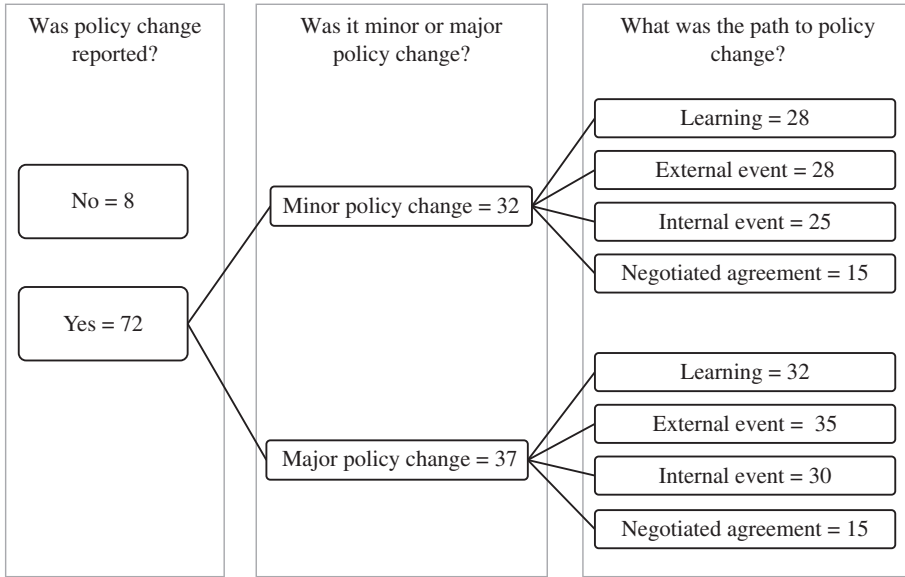 Was policy change
reported?
No = 8
Yes = 72
Was it minor or major
policy change?
Minor policy change = 32
Major policy change = 37
What was the path to policy
change?
Learning = 28
External event = 28
Internal event = 25
Negotiated agreement = 15
Learning = 32
External event =  35
Internal event = 30
Negotiated agreement = 15